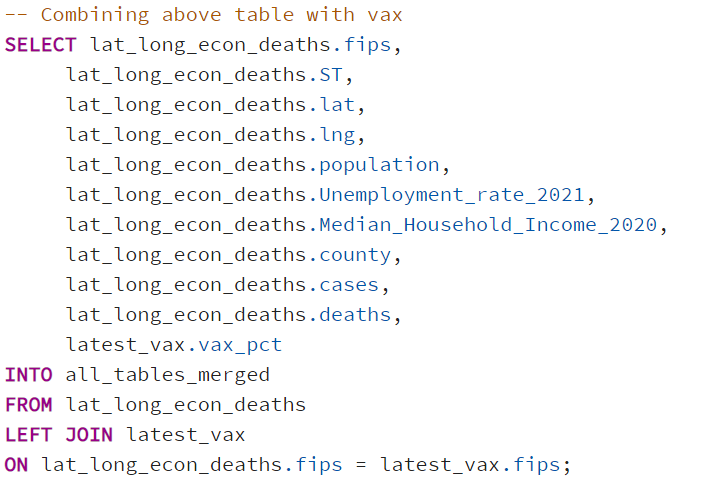 -- Combining above table with vax
SELECT lat_long_econ_deaths.fips,
     lat_long_econ_deaths.ST,
     lat_long_econ_deaths.lat,
     lat_long_econ_deaths.lng,
     lat_long_econ_deaths.population,
     lat_long_econ_deaths.Unemployment_rate_2021,
     lat_long_econ_deaths.Median_Household_Income_2020,
     lat_long_econ_deaths.county,
     lat_long_econ_deaths.cases,
     lat_long_econ_deaths.deaths,
     latest_vax.vax_pct
INTO all_tables_merged
FROM lat_long_econ_deaths
LEFT JOIN latest_vax
ON lat_long_econ_deaths.fips = latest_vax.fips;